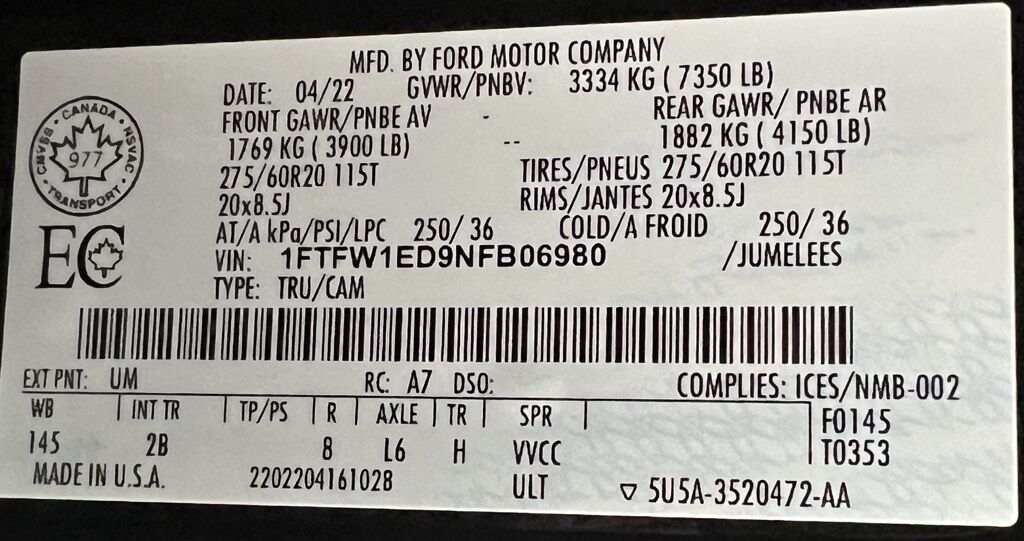 MFD. BY FORD MOTOR COMPANY
DATE: 04/22 GVWR/PNBV: 3334 KG ( 7350 LB)
FRONT GAWR/PNBE AV - REAR GAWR/ PNBE AR
1769 KG ( 3900 LB) -- 1882 KG ( 4150 LB)
275/60R20 115T TIRES/PNEUS 275/60R20 115T
20x8.5J RIMS/JANTES 20x8.5J
AT/A kPa/PSI/LPC 250/ 36 COLD/A FROID 250/ 36
VIN: 1FTFW1ED9NFB06980 /JUMELEES
TYPE: TRU/CAM
CANADA
CMVSS · NSVAC
977
TRANSPORT
EC
EXT PNT: UM RC: A7 DSO: COMPLIES: ICES/NMB-002
WB INT TR TP/PS R AXLE TR SPR F0145
145 2B 8 L6 H VVCC T0353
MADE IN U.S.A. 2202204161028 ULT ▽ 5U5A-3520472-AA